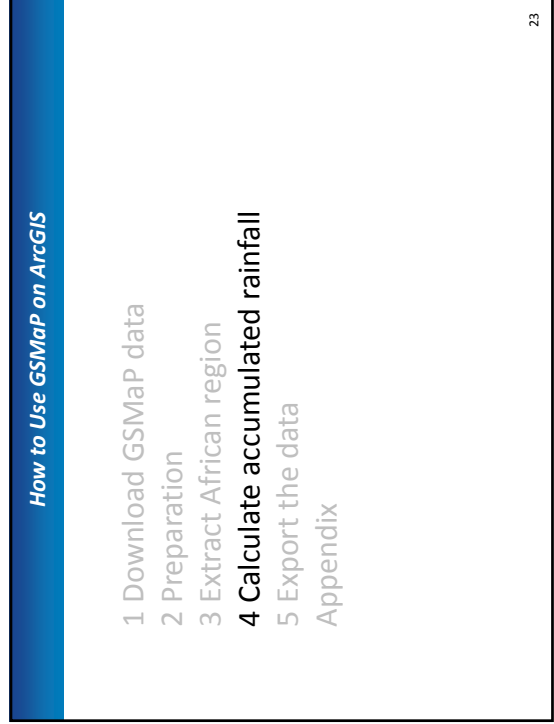 How to Use GSMaP on ArcGIS
1 Download GSMaP data
2 Preparation
3 Extract African region
4 Calculate accumulated rainfall
5 Export the data
Appendix
23